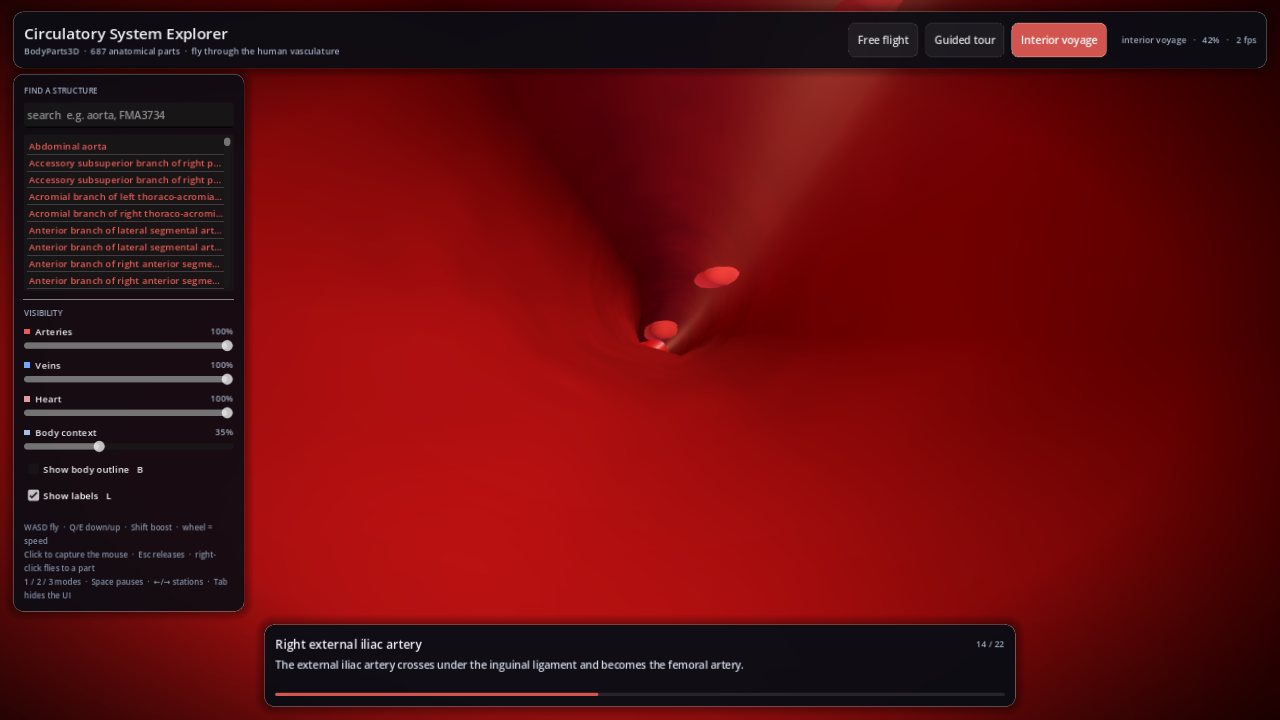 Circulatory System Explorer
BodyParts3D · 687 anatomical parts · fly through the human vasculature
Free flight
Guided tour
Interior voyage
interior voyage · 42% · 2 fps
FIND A STRUCTURE
search e.g. aorta, FMA3734
Abdominal aorta
Accessory subsuperior branch of right p...
Accessory subsuperior branch of right p...
Acromial branch of left thoraco-acromia...
Acromial branch of right thoraco-acromi...
Anterior branch of lateral segmental art...
Anterior branch of lateral segmental art...
Anterior branch of right anterior segme...
Anterior branch of right anterior segme...
VISIBILITY
Arteries 100%
Veins 100%
Heart 100%
Body context 35%
Show body outline B
Show labels L
WASD fly · Q/E down/up · Shift boost · wheel =
speed
Click to capture the mouse · Esc releases · right-
click flies to a part
1 / 2 / 3 modes · Space pauses · ←/→ stations · Tab
hides the UI
Right external iliac artery
14 / 22
The external iliac artery crosses under the inguinal ligament and becomes the femoral artery.